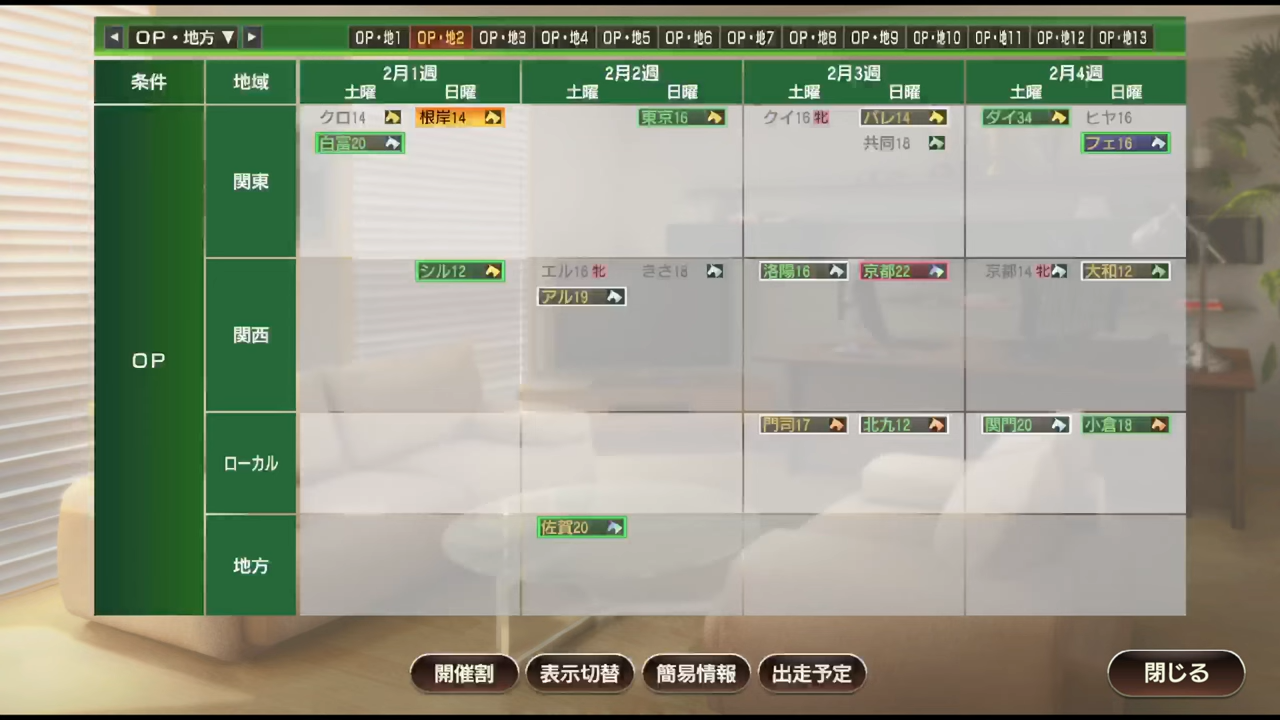 ◀ OP・地方▼ ▶ OP・地1 OP・地2 OP・地3 OP・地4 OP・地5 OP・地6 OP・地7 OP・地8 OP・地9 OP・地10 OP・地11 OP・地12 OP・地13
条件 地域 2月1週 2月2週 2月3週 2月4週
土曜 日曜 土曜 日曜 土曜 日曜 土曜 日曜
OP
関東
クロ14 根岸14 東京16 クイ16牝 バレ14 ダイ34 ヒヤ16
白富20 共同18 フェ16
関西
シル12 エル16牝 きさ18 洛陽16 京都22 京都14牝 大和12
アル19
ローカル
門司17 北九12 関門20 小倉18
地方
佐賀20
開催割 表示切替 簡易情報 出走予定 閉じる